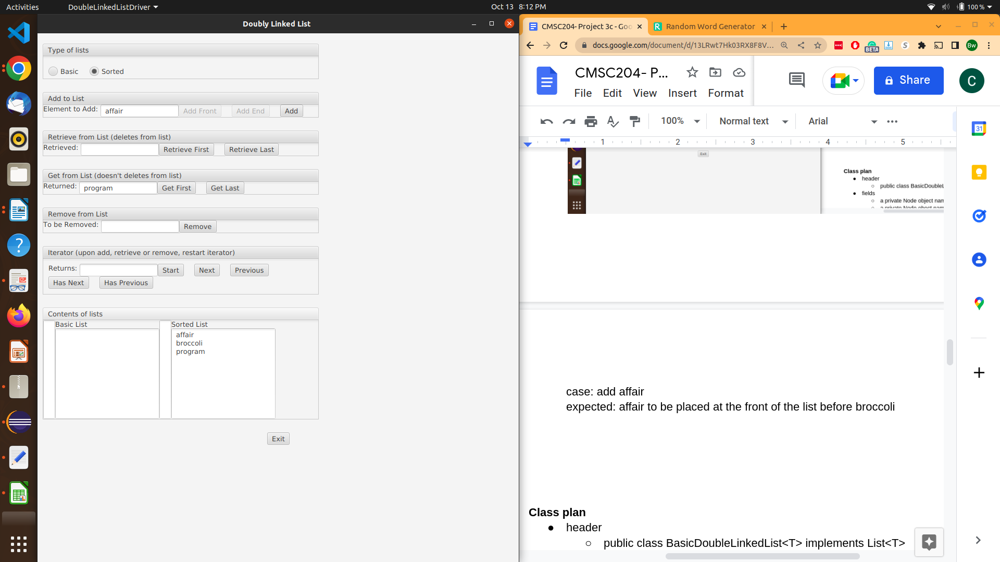 Activities
DoubleLinkedListDriver
Oct 13 8:12 PM
100 %
Doubly Linked List
Type of lists
Basic
Sorted
Add to List
Element to Add:
affair
Add Front
Add End
Add
Retrieve from List (deletes from list)
Retrieved:
Retrieve First
Retrieve Last
Get from List (doesn't deletes from list)
Returned:
program
Get First
Get Last
Remove from List
To be Removed:
Remove
Iterator (upon add, retrieve or remove, restart iterator)
Returns:
Start
Next
Previous
Has Next
Has Previous
Contents of lists
Basic List
Sorted List
affair
broccoli
program
Exit
CMSC204- Project 3c - Goo
Random Word Generator
docs.google.com/document/d/13LRwt7Hk03RX8F8V...
BETA
Bw
CMSC204- P...
File
Edit
View
Insert
Format
Share
C
100%
Normal text
Arial
1 2 3 4 5
31
Exit
Class plan
header
public class BasicDoubleL
fields
a private Node object nam
case: add affair
expected: affair to be placed at the front of the list before broccoli
Class plan
● header
○ public class BasicDoubleLinkedList<T> implements List<T>